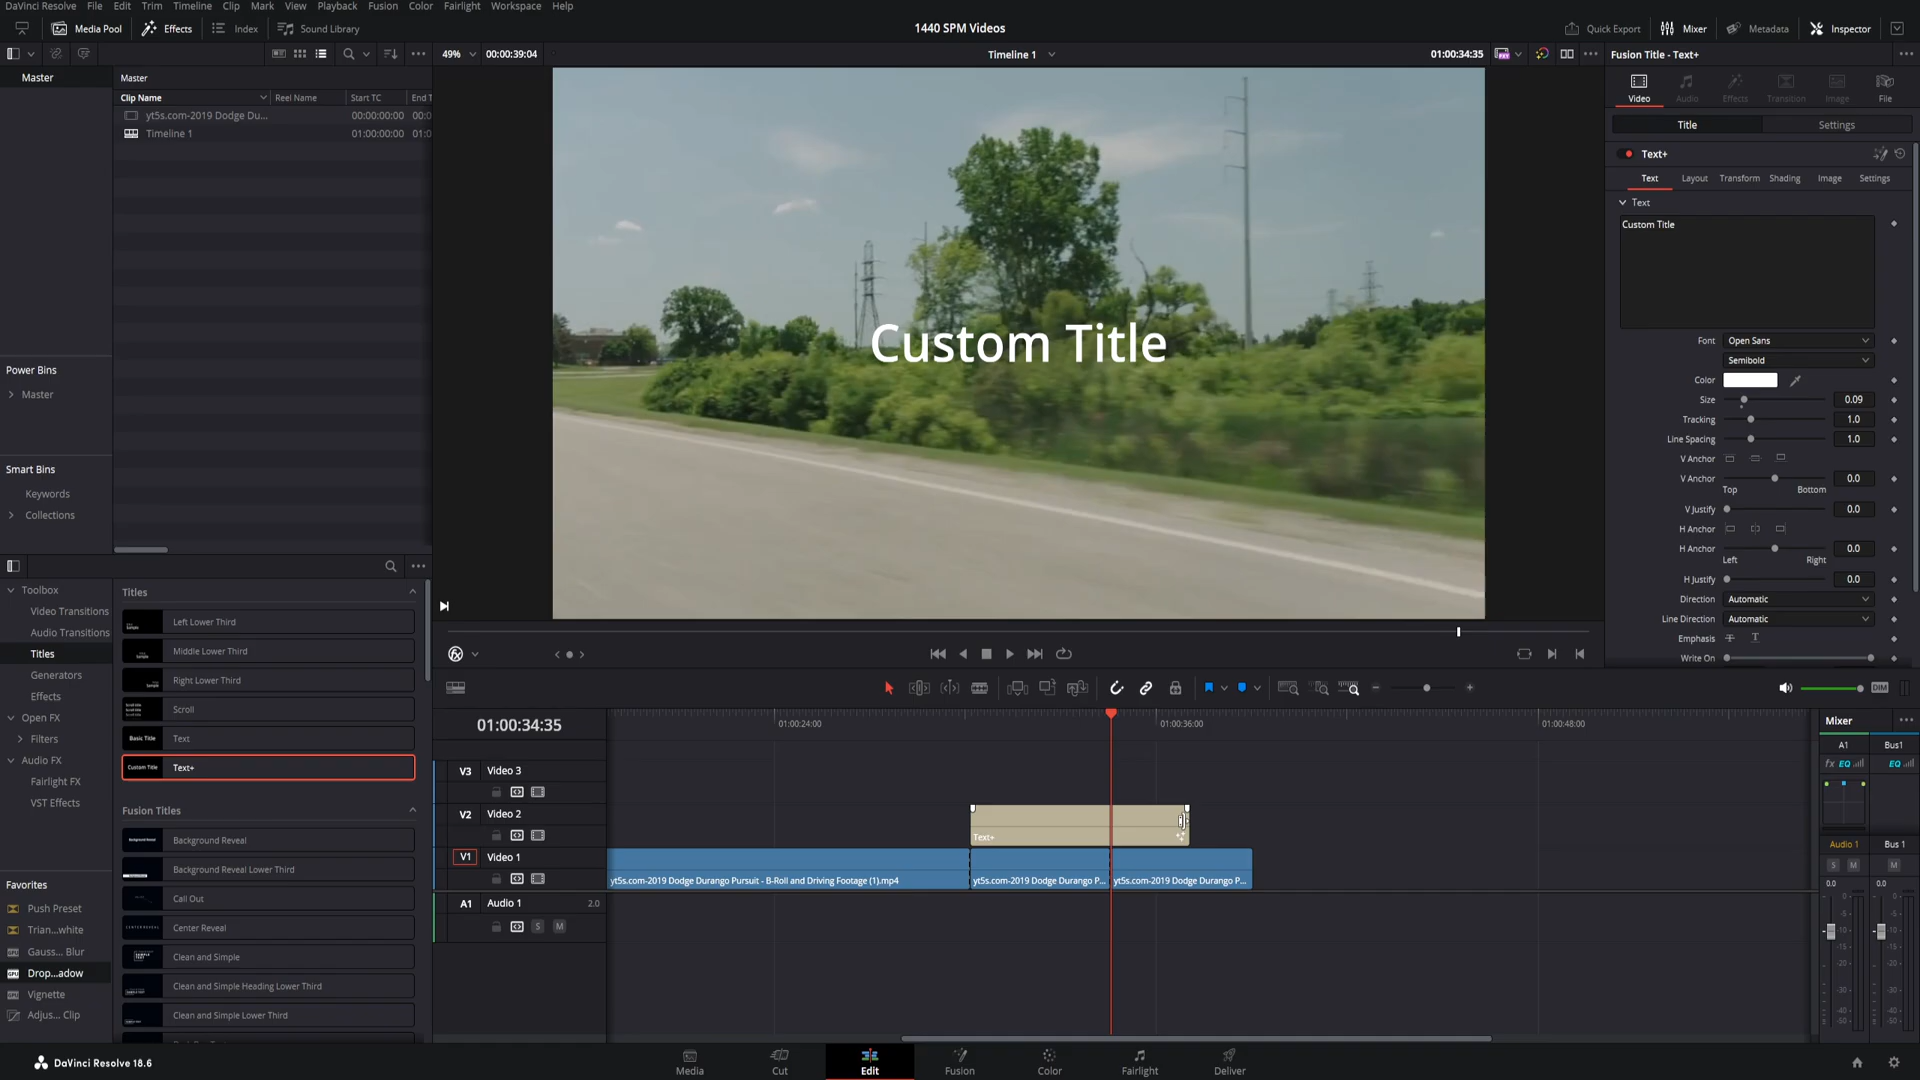 DaVinci Resolve File Edit Trim Timeline Clip Mark View Playback Fusion Color Fairlight Workspace Help
Media Pool Effects Index Sound Library 1440 SPM Videos Quick Export Mixer Metadata Inspector
49% 00:00:39:04 Timeline 1 01:00:34:35 Fusion Title - Text+
Master Master
Clip Name Reel Name Start TC End T
yt5s.com-2019 Dodge Du... 00:00:00:00 00:0
Timeline 1 01:00:00:00 01:0
Power Bins
Master
Smart Bins
Keywords
Collections
Custom Title
Video Audio Effects Transition Image File
Title Settings
Text+
Text Layout Transform Shading Image Settings
Text
Custom Title
Font Open Sans
Semibold
Color
Size 0.09
Tracking 1.0
Line Spacing 1.0
V Anchor
V Anchor 0.0
Top Bottom
V Justify 0.0
H Anchor
H Anchor 0.0
Left Right
H Justify 0.0
Direction Automatic
Line Direction Automatic
Emphasis
Write On
Toolbox
Video Transitions
Audio Transitions
Titles
Generators
Effects
Open FX
Filters
Audio FX
Fairlight FX
VST Effects
Favorites
Push Preset
Trian...white
Gauss... Blur
Drop...adow
Vignette
Adjus... Clip
Titles
Left Lower Third
Middle Lower Third
Right Lower Third
Scroll
Basic Title Text
Custom Title Text+
Fusion Titles
Background Reveal
Background Reveal Lower Third
Call Out
Center Reveal
Clean and Simple
Clean and Simple Heading Lower Third
Clean and Simple Lower Third
DIM
01:00:34:35 01:00:24:00 01:00:36:00 01:00:48:00
V3 Video 3
V2 Video 2
Text+
V1 Video 1
yt5s.com-2019 Dodge Durango Pursuit - B-Roll and Driving Footage (1).mp4 yt5s.com-2019 Dodge Durango P... yt5s.com-2019 Dodge Durango P...
A1 Audio 1 2.0
S M
Mixer
A1 Bus1
fx EQ EQ
Audio 1 Bus 1
S M M
0.0 0.0
DaVinci Resolve 18.6
Media Cut Edit Fusion Color Fairlight Deliver